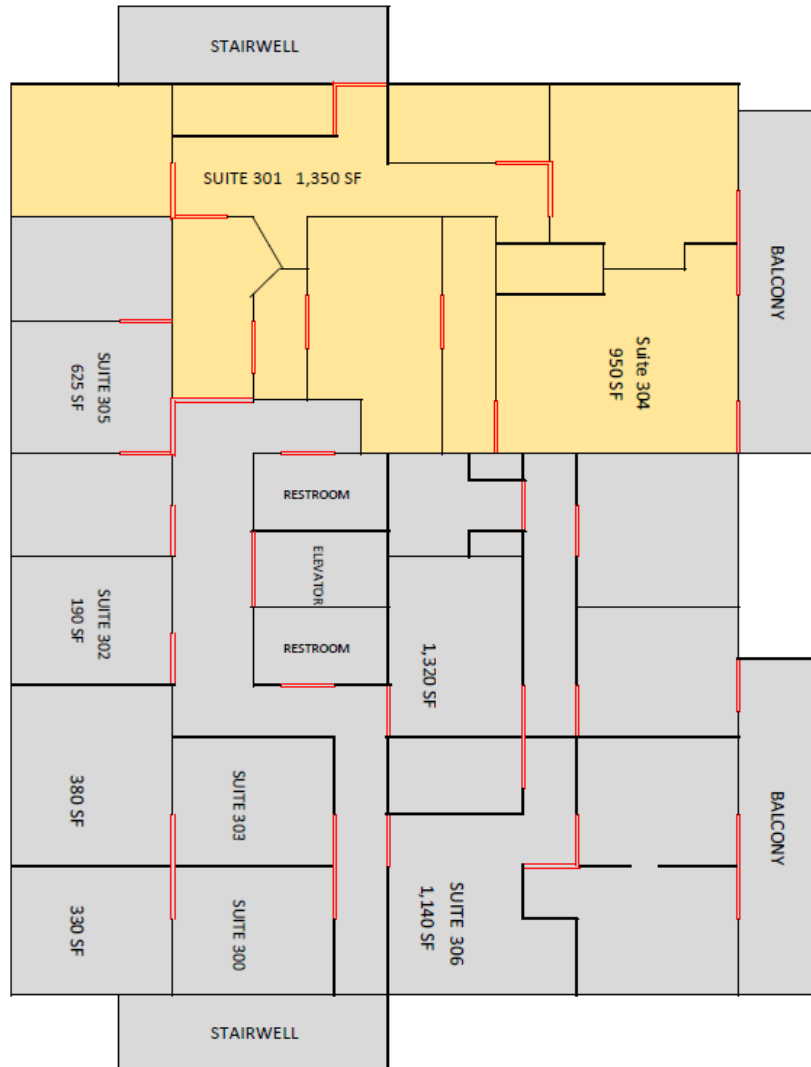 STAIRWELL
SUITE 301 1,350 SF
BALCONY
Suite 304
950 SF
SUITE 305
625 SF
RESTROOM
ELEVATOR
SUITE 302
190 SF
RESTROOM
1,320 SF
380 SF
SUITE 303
BALCONY
330 SF
SUITE 300
SUITE 306
1,140 SF
STAIRWELL